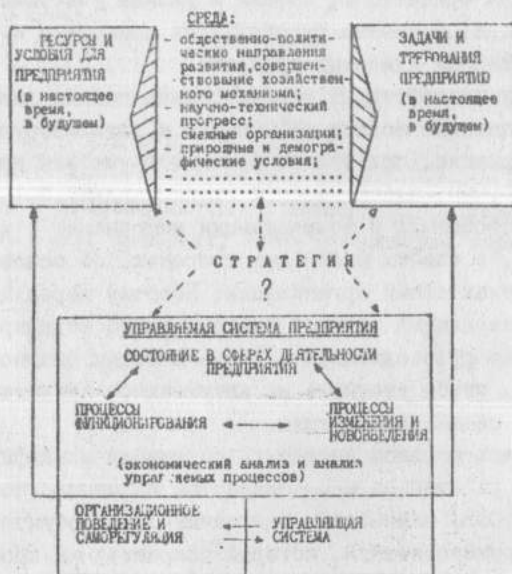 СРЕДА:
РЕСУРСЫ И
УСЛОВИЯ ДЛЯ
ПРЕДПРИЯТИЯ
(в настоящее
время,
в будущем)
общественно-полити-
ческие направления
развития, совершен-
ствование хозяйствен-
ного механизма;
научно-технический
прогресс;
смежные организации;
природные и демогра-
фические условия;
ЗАДАЧИ И
ТРЕБОВАНИЯ
ПРЕДПРИЯТИЮ
(в настоящее
время,
в будущем)
СТРАТЕГИИ
?
УПРАВЛЯЕМАЯ СИСТЕМА ПРЕДПРИЯТИЯ
СОСТОЯНИЕ В СФЕРАХ ДЕЯТЕЛЬНОСТИ
ПРЕДПРИЯТИЯ
ПРОЦЕССЫ
ФУНКЦИОНИРОВАНИЯ
ПРОЦЕССЫ
ИЗМЕНЕНИЯ И
НОВОВВЕДЕНИЯ
(экономический анализ и анализ
управляемых процессов)
ОРГАНИЗАЦИОННОЕ
ПОВЕДЕНИЕ И
САМОРЕГУЛЯЦИЯ
УПРАВЛЯЮЩАЯ
СИСТЕМА